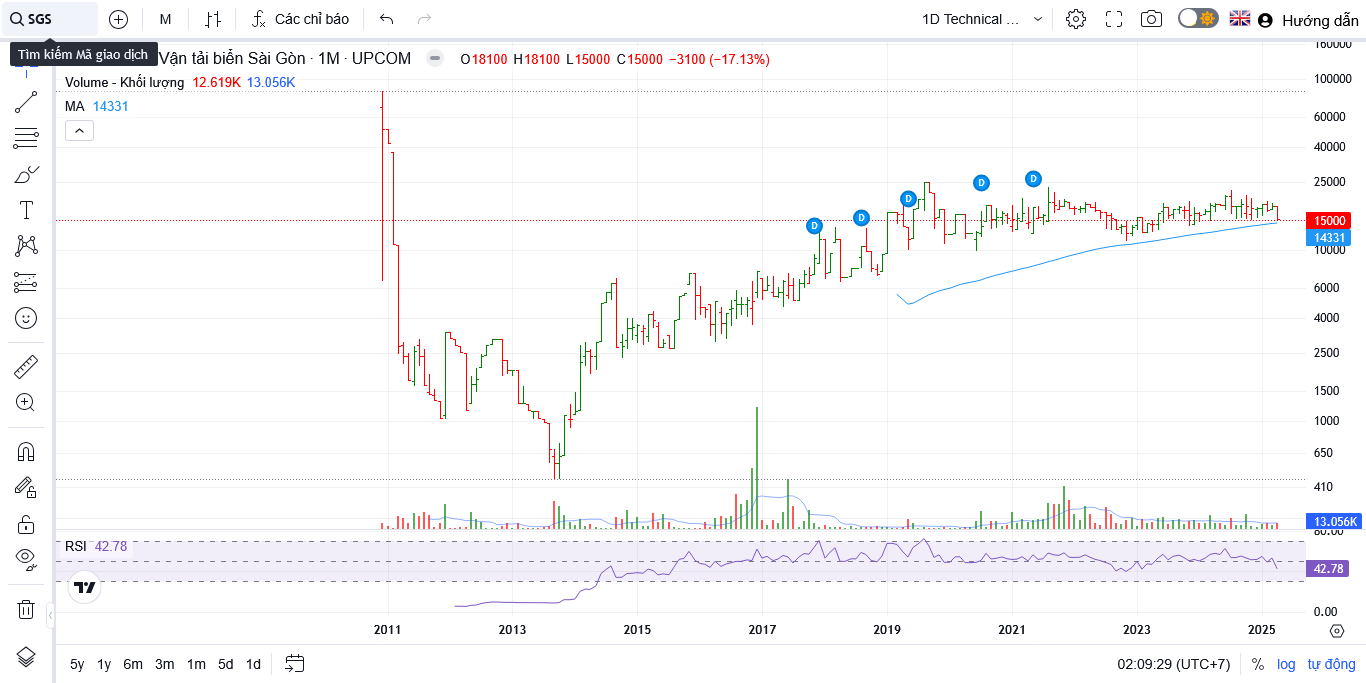 SGS
M
Các chỉ báo
1D Technical ...
Hướng dẫn
Tìm kiếm Mã giao dịch
Vận tải biển Sài Gòn · 1M · UPCOM
O18100 H18100 L15000 C15000 −3100 (−17.13%)
Volume - Khối lượng 12.619K 13.056K
MA 14331
160000
100000
60000
40000
25000
15000
14331
10000
6000
4000
2500
1500
1000
650
410
13.056K
80.00
42.78
0.00
D
D
D
D
D
T
RSI 42.78
2011 2013 2015 2017 2019 2021 2023 2025
5y 1y 6m 3m 1m 5d 1d
02:09:29 (UTC+7) % log tự động